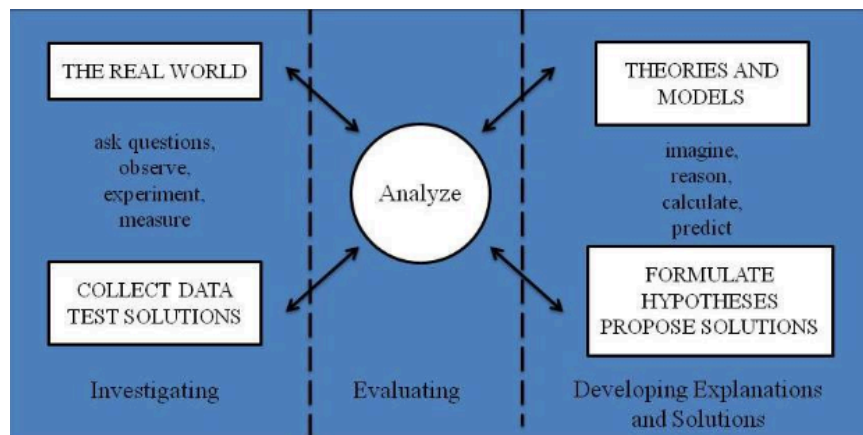 THE REAL WORLD
ask questions,
observe,
experiment,
measure
COLLECT DATA
TEST SOLUTIONS
Investigating
Analyze
Evaluating
THEORIES AND
MODELS
imagine,
reason,
calculate,
predict
FORMULATE
HYPOTHESES
PROPOSE SOLUTIONS
Developing Explanations
and Solutions